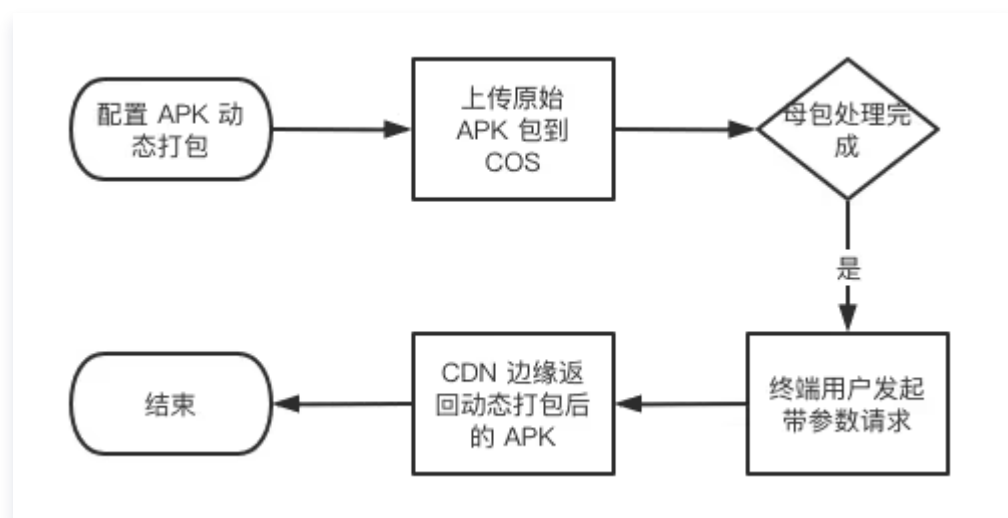 配置 APK 动
态打包
上传原始
APK 包到
COS
母包处理完
成
是
终端用户发起
带参数请求
CDN 边缘返
回动态打包后
的 APK
结束